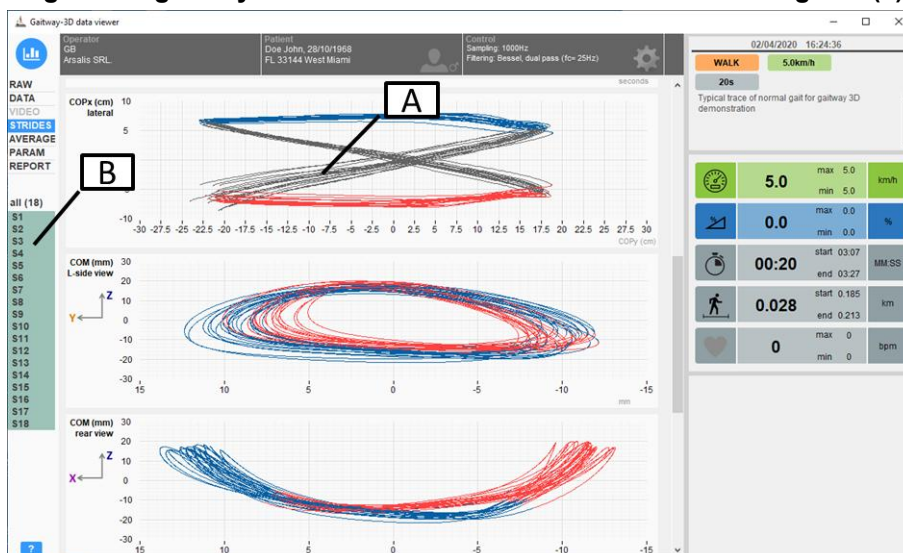 Gaitway-3D data viewer
Operator
GB
Arsalis SRL.
Patient
Doe John, 28/10/1968
FL 33144 West Miami
Control
Sampling: 1000Hz
Filtering: Bessel, dual pass (fc= 25Hz)
RAW
DATA
VIDEO
STRIDES
AVERAGE
PARAM
REPORT
all (18)
S1
S2
S3
S4
S5
S6
S7
S8
S9
S10
S11
S12
S13
S14
S15
S16
S17
S18
?
A
B
seconds
COPx (cm)
lateral
10
5
-10
-30 -27.5 -25 -22.5 -20 -17.5 -15 -12.5 -10 -7.5 -5 -2.5 0 2.5 5 7.5 10 12.5 15 17.5 20 22.5 25 27.5 30
COPy (cm)
COM (mm)
L-side view
Z
Y
30
20
10
0
-10
-20
-30
15 10 5 0 -5 -10 -15
mm
COM (mm)
rear view
Z
X
30
20
10
0
-10
-20
-30
15 10 5 0 -5 -10 -15
02/04/2020 16:24:36
WALK 5.0km/h
20s
Typical trace of normal gait for gaitway 3D
demonstration
5.0 max 5.0 min 5.0 km/h
% 0.0 max 0.0 min 0.0 %
00:20 start 03:07 end 03:27 MM:SS
0.028 start 0.185 end 0.213 km
0 max 0 min 0 bpm